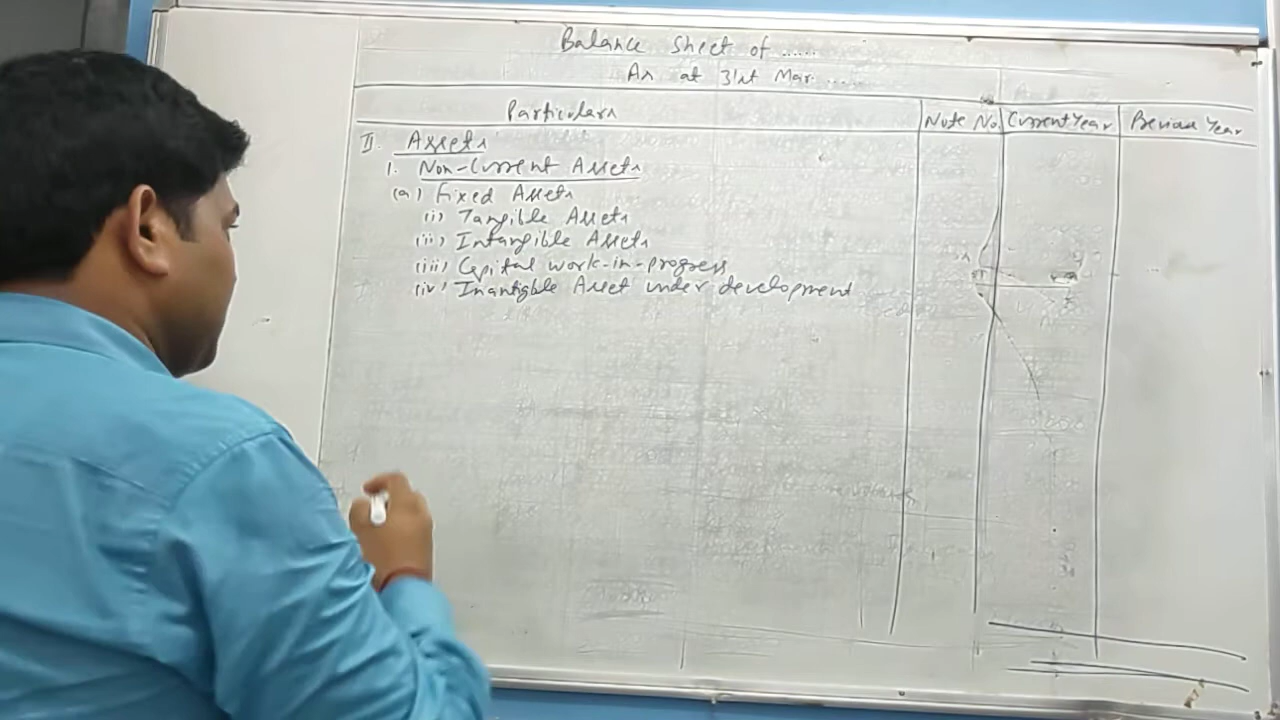 Balance Sheet of ......
As at 31st Mar. ......
Particulars Note No. Current Year Previous Year
II. Assets
1. Non-Current Assets
(a) Fixed Assets
(i) Tangible Assets
(ii) Intangible Assets
(iii) Capital work-in-progress
(iv) Inantigble Asset under development